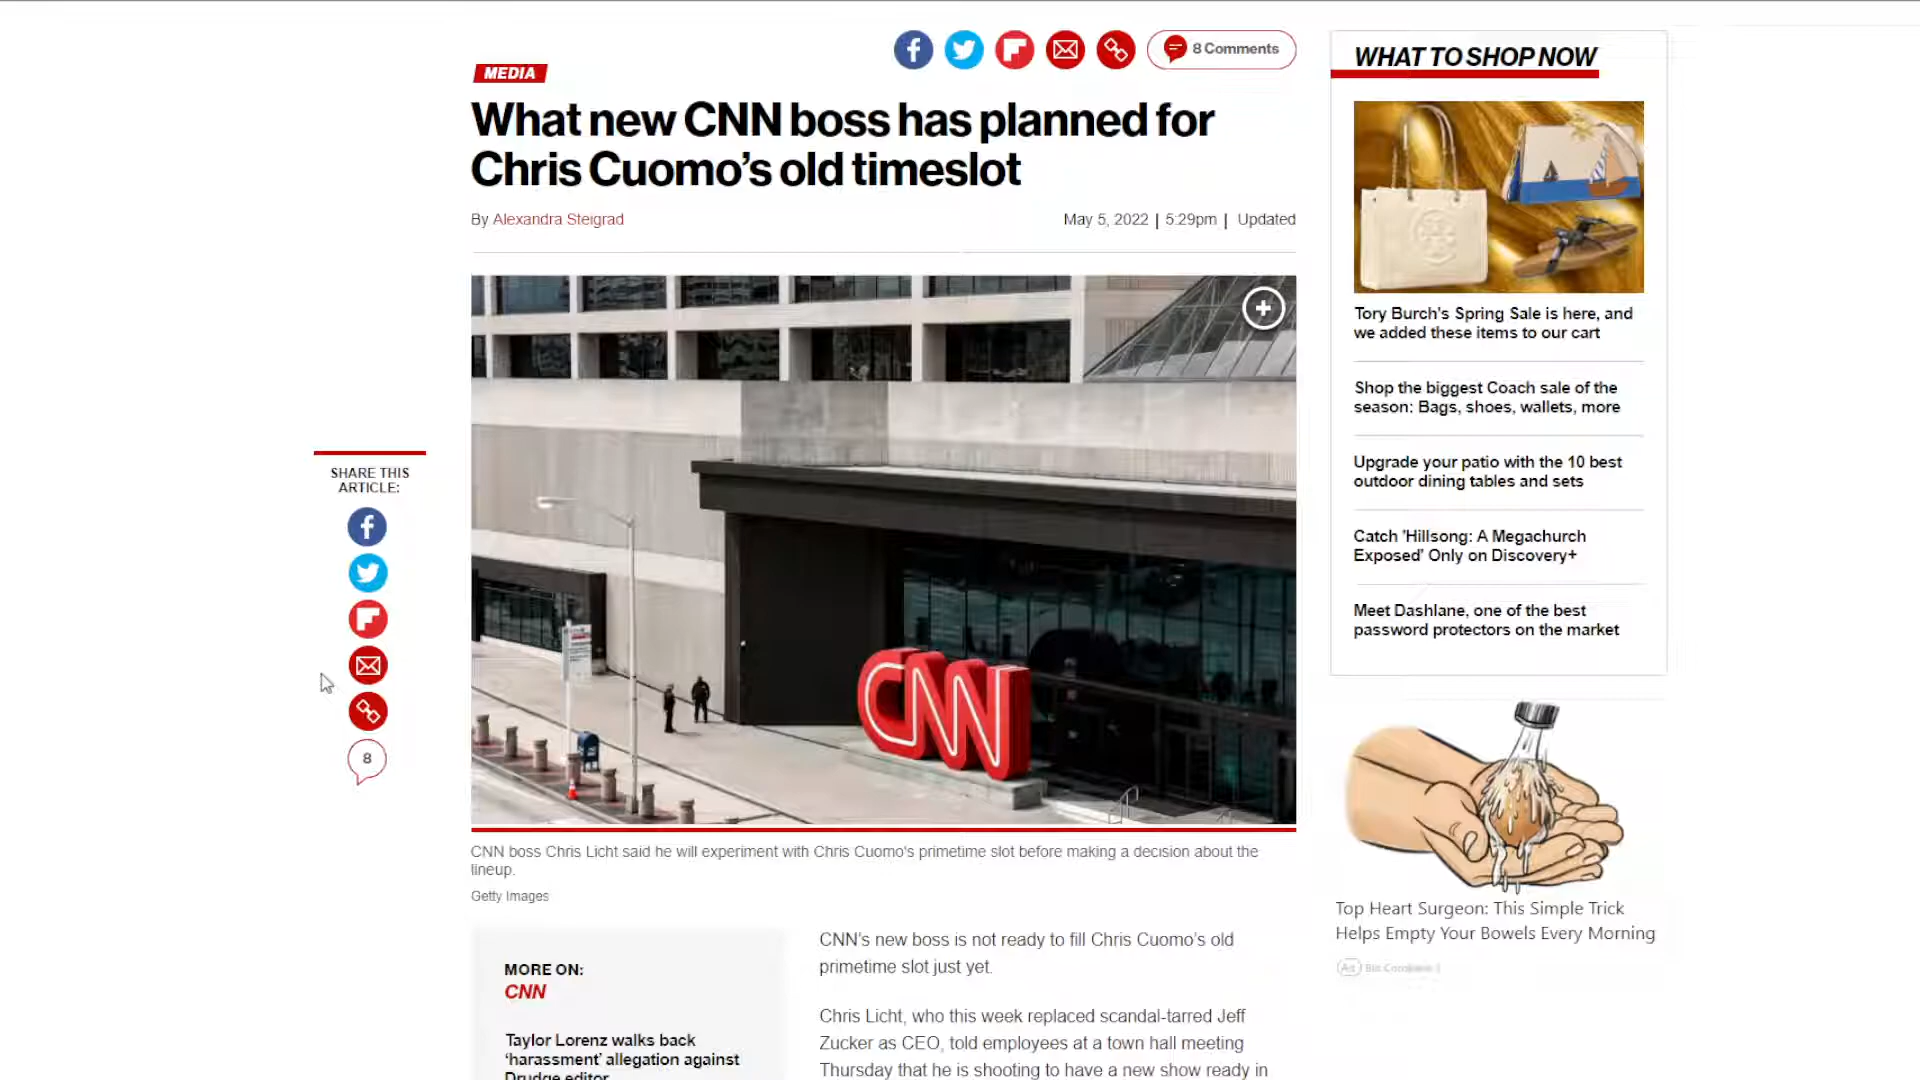 8 Comments
MEDIA
What new CNN boss has planned for
Chris Cuomo's old timeslot
By Alexandra Steigrad
May 5, 2022 | 5:29pm | Updated
SHARE THIS
ARTICLE:
8
CNN
CNN boss Chris Licht said he will experiment with Chris Cuomo's primetime slot before making a decision about the
lineup.
Getty Images
MORE ON:
CNN
Taylor Lorenz walks back
‘harassment’ allegation against
Drudge editor
CNN's new boss is not ready to fill Chris Cuomo's old
primetime slot just yet.
Chris Licht, who this week replaced scandal-tarred Jeff
Zucker as CEO, told employees at a town hall meeting
Thursday that he is shooting to have a new show ready in
WHAT TO SHOP NOW
Tory Burch's Spring Sale is here, and
we added these items to our cart
Shop the biggest Coach sale of the
season: Bags, shoes, wallets, more
Upgrade your patio with the 10 best
outdoor dining tables and sets
Catch 'Hillsong: A Megachurch
Exposed' Only on Discovery+
Meet Dashlane, one of the best
password protectors on the market
Top Heart Surgeon: This Simple Trick
Helps Empty Your Bowels Every Morning
Ad